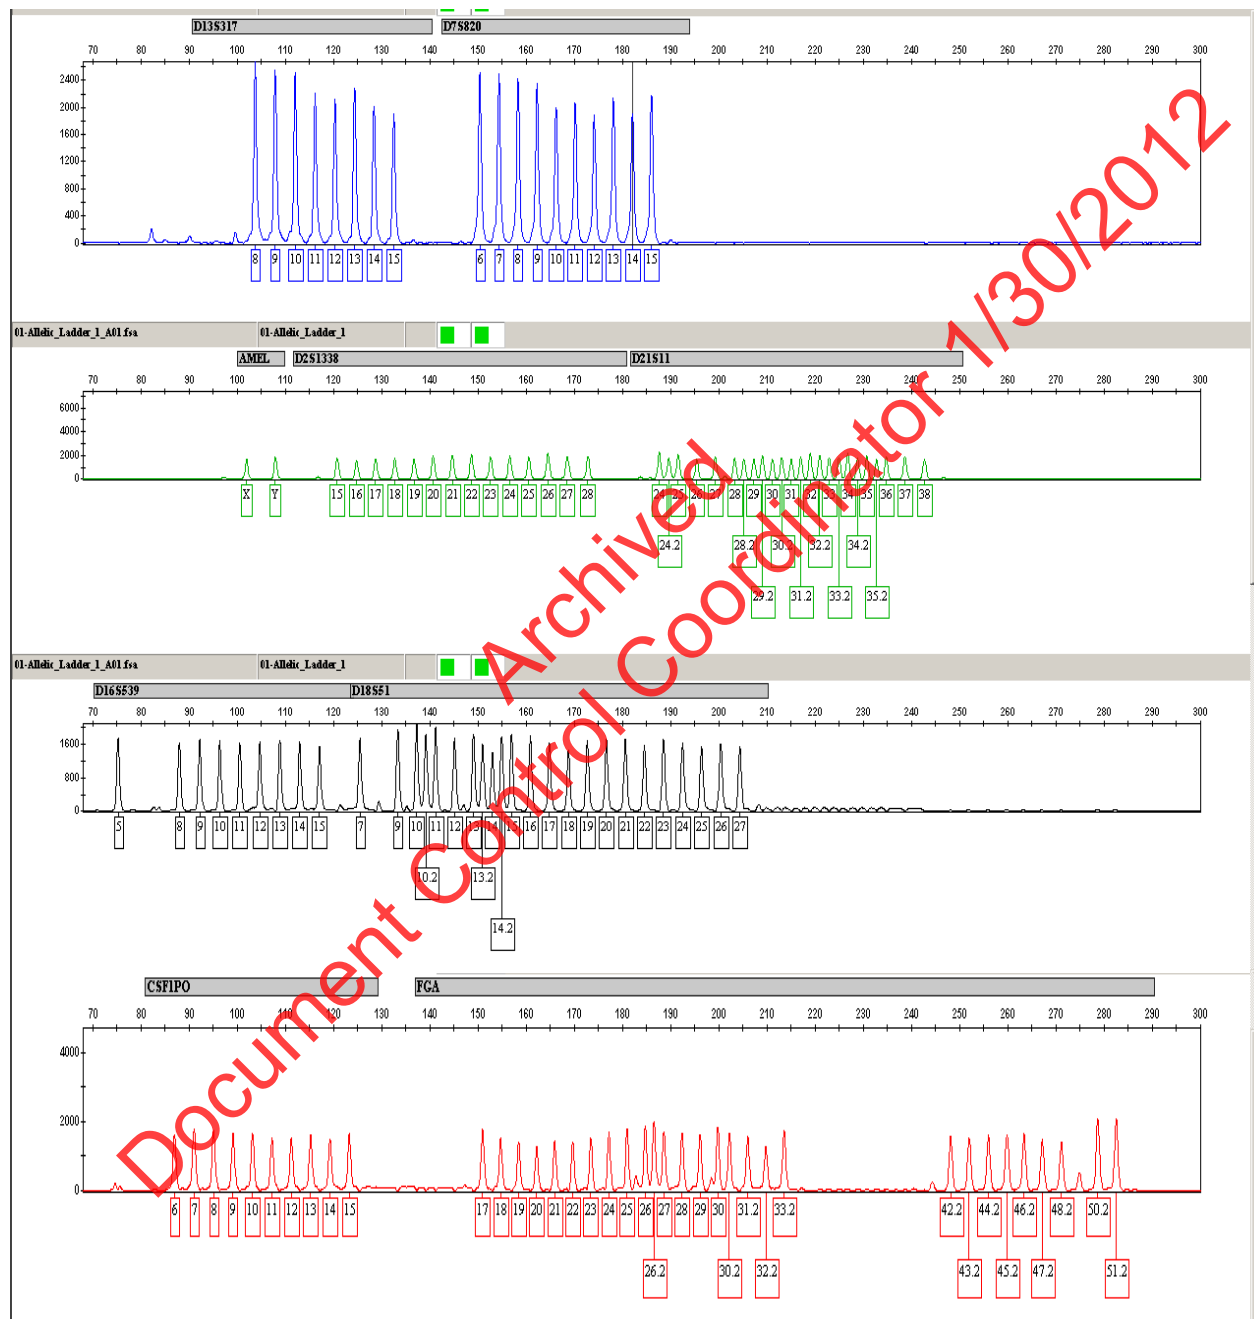 D13S317 D7S820
70 80 90 100 110 120 130 140 150 160 170 180 190 200 210 220 230 240 250 260 270 280 290 300
2400
2000
1600
1200
800
400
0
8 9 10 11 12 13 14 15 6 7 8 9 10 11 12 13 14 15
01-Allelic_Ladder_1_A01.fsa 01-Allelic_Ladder_1
AMEL D2S1338 D21S11
70 80 90 100 110 120 130 140 150 160 170 180 190 200 210 220 230 240 250 260 270 280 290 300
6000
4000
2000
0
X Y 15 16 17 18 19 20 21 22 23 24 25 26 27 28 24 25 26 27 28 29 30 31 32 33 34 35 36 37 38
24.2 28.2 30.2 32.2 34.2
29.2 31.2 33.2 35.2
01-Allelic_Ladder_1_A01.fsa 01-Allelic_Ladder_1
D16S539 D18S51
70 80 90 100 110 120 130 140 150 160 170 180 190 200 210 220 230 240 250 260 270 280 290 300
1600
800
0
5 8 9 10 11 12 13 14 15 7 9 10 11 12 13 14 15 16 17 18 19 20 21 22 23 24 25 26 27
10.2 13.2
14.2
CSF1PO FGA
70 80 90 100 110 120 130 140 150 160 170 180 190 200 210 220 230 240 250 260 270 280 290 300
4000
2000
0
6 7 8 9 10 11 12 13 14 15 17 18 19 20 21 22 23 24 25 26 27 28 29 30 31.2 33.2 42.2 44.2 46.2 48.2 50.2
26.2 30.2 32.2 43.2 45.2 47.2 51.2
Archived
Document Control Coordinator 1/30/2012